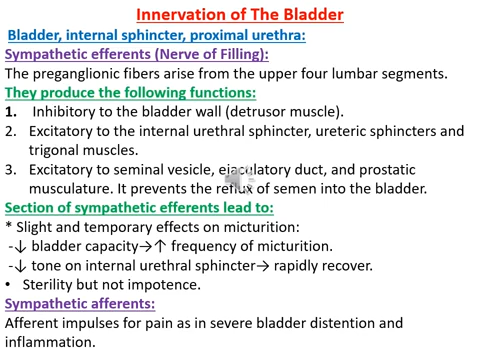 Innervation of The Bladder
Bladder, internal sphincter, proximal urethra:
Sympathetic efferents (Nerve of Filling):
The preganglionic fibers arise from the upper four lumbar segments.
They produce the following functions:
1. Inhibitory to the bladder wall (detrusor muscle).
2. Excitatory to the internal urethral sphincter, ureteric sphincters and
trigonal muscles.
3. Excitatory to seminal vesicle, ejaculatory duct, and prostatic
musculature. It prevents the reflux of semen into the bladder.
Section of sympathetic efferents lead to:
* Slight and temporary effects on micturition:
-↓ bladder capacity→↑ frequency of micturition.
-↓ tone on internal urethral sphincter→ rapidly recover.
• Sterility but not impotence.
Sympathetic afferents:
Afferent impulses for pain as in severe bladder distention and
inflammation.